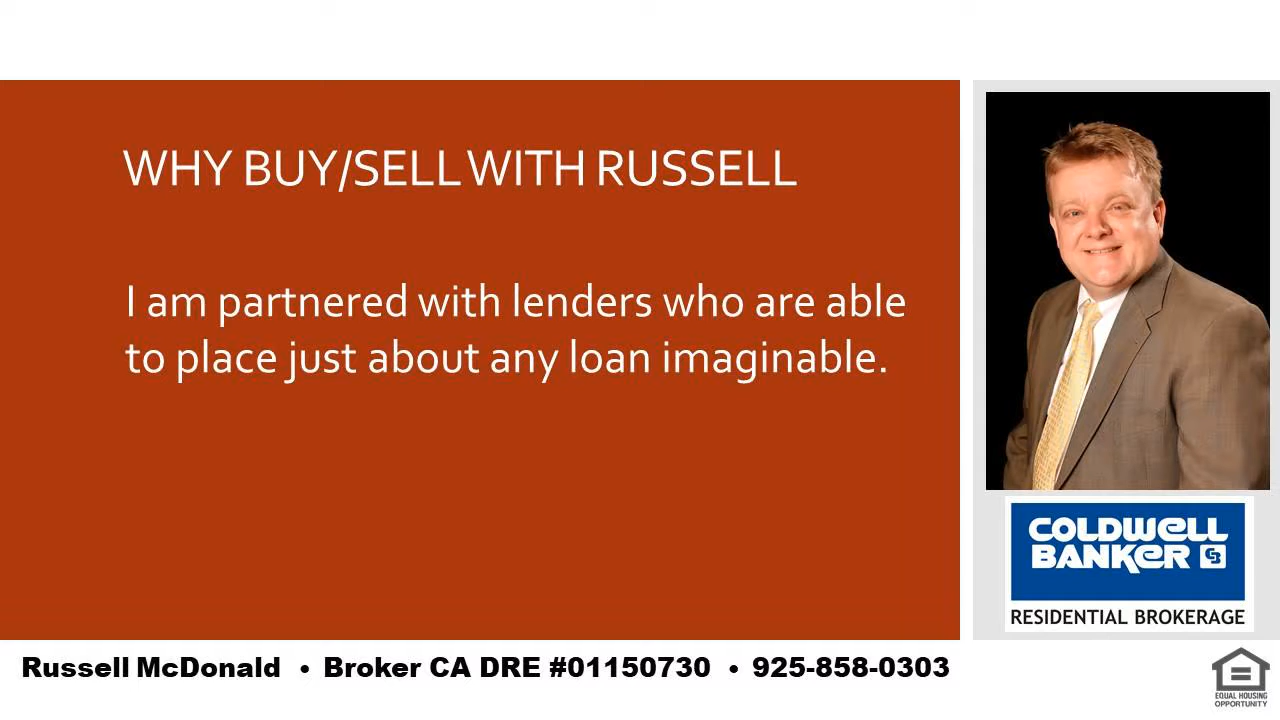 WHY BUY/SELL WITH RUSSELL
I am partnered with lenders who are able
to place just about any loan imaginable.
COLDWELL
BANKER CB
RESIDENTIAL BROKERAGE
Russell McDonald • Broker CA DRE #01150730 • 925-858-0303
EQUAL HOUSING
OPPORTUNITY